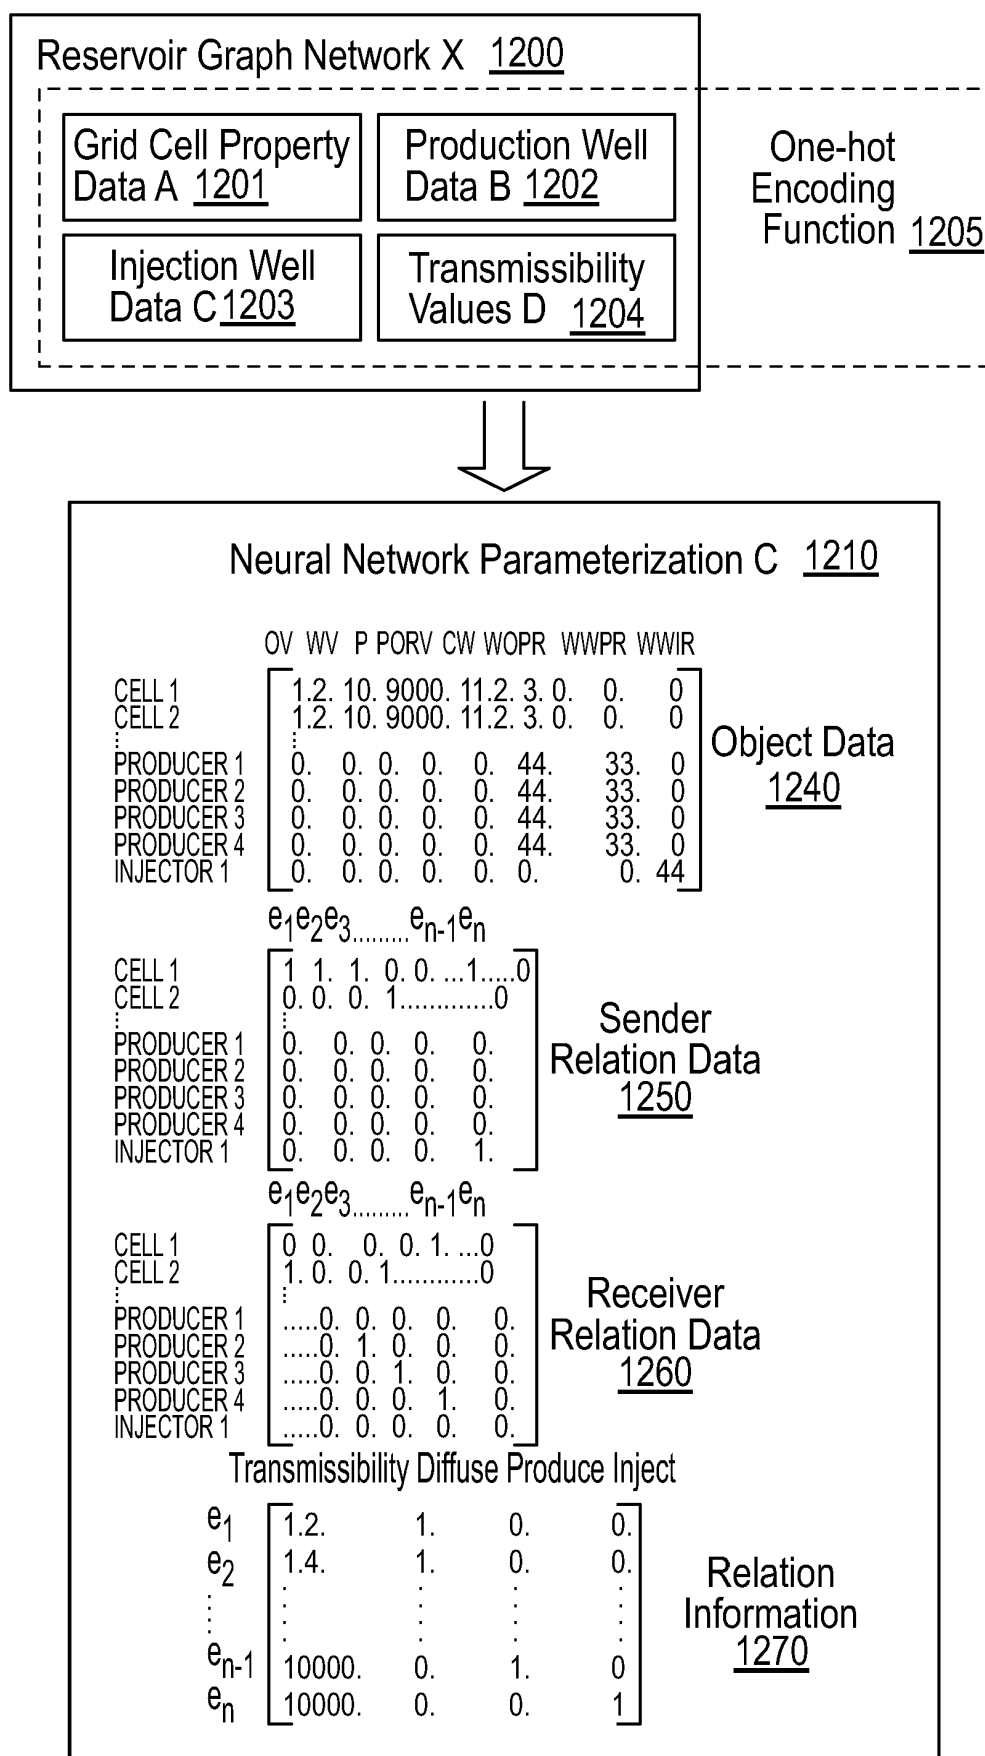 Reservoir Graph Network X 1200
Grid Cell Property
Data A 1201
Production Well
Data B 1202
Injection Well
Data C 1203
Transmissibility
Values D 1204
One-hot
Encoding
Function 1205
Neural Network Parameterization C 1210
OV WV P PORV CW WOPR WWPR WWIR
CELL 1 1.2. 10. 9000. 11.2. 3. 0. 0. 0
CELL 2 1.2. 10. 9000. 11.2. 3. 0. 0. 0
PRODUCER 1 0. 0. 0. 0. 0. 44. 33. 0
PRODUCER 2 0. 0. 0. 0. 0. 44. 33. 0
PRODUCER 3 0. 0. 0. 0. 0. 44. 33. 0
PRODUCER 4 0. 0. 0. 0. 0. 44. 33. 0
INJECTOR 1 0. 0. 0. 0. 0. 0. 0. 44
Object Data
1240
e1e2e3.........en-1en
CELL 1 1 1. 1. 0. 0. ...1.....0
CELL 2 0. 0. 0. 1.............0
PRODUCER 1 0. 0. 0. 0. 0.
PRODUCER 2 0. 0. 0. 0. 0.
PRODUCER 3 0. 0. 0. 0. 0.
PRODUCER 4 0. 0. 0. 0. 0.
INJECTOR 1 0. 0. 0. 0. 1.
Sender
Relation Data
1250
e1e2e3.........en-1en
CELL 1 0 0. 0. 0. 1. ...0
CELL 2 1. 0. 0. 1............0
PRODUCER 1 .....0. 0. 0. 0. 0.
PRODUCER 2 .....0. 1. 0. 0. 0.
PRODUCER 3 .....0. 0. 1. 0. 0.
PRODUCER 4 .....0. 0. 0. 1. 0.
INJECTOR 1 .....0. 0. 0. 0. 0.
Receiver
Relation Data
1260
Transmissibility Diffuse Produce Inject
e1 1.2. 1. 0. 0.
e2 1.4. 1. 0. 0.
en-1 10000. 0. 1. 0
en 10000. 0. 0. 1
Relation
Information
1270